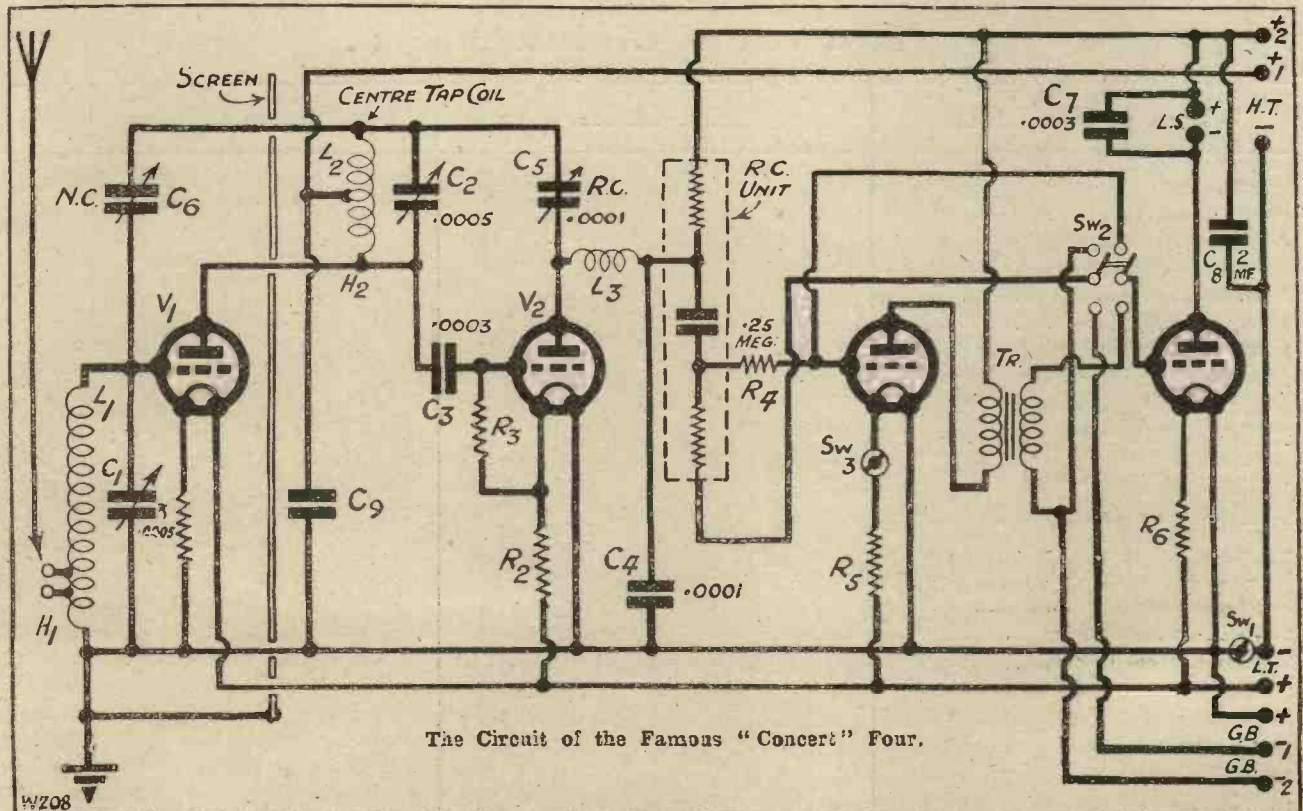 SCREEN
CENTRE TAP COIL
L2
N.C. C6
C2
.0005
C5
R.C.
.0001
H2
V1
V2
L3
R.C.
UNIT
C7
.0003
L.S.
+
-
+2
+1
H.T.
-
Sw2
C8
2
MF.
.0003
C3
R3
.25
MEG.
R4
TR.
L1
C1
.0005
C9
Sw
3
R2
C4
.0001
R5
R6
H1
Sw1
-
L.T.
+
+
G.B
-1
G.B.
-2
The Circuit of the Famous "Concert" Four.
W208